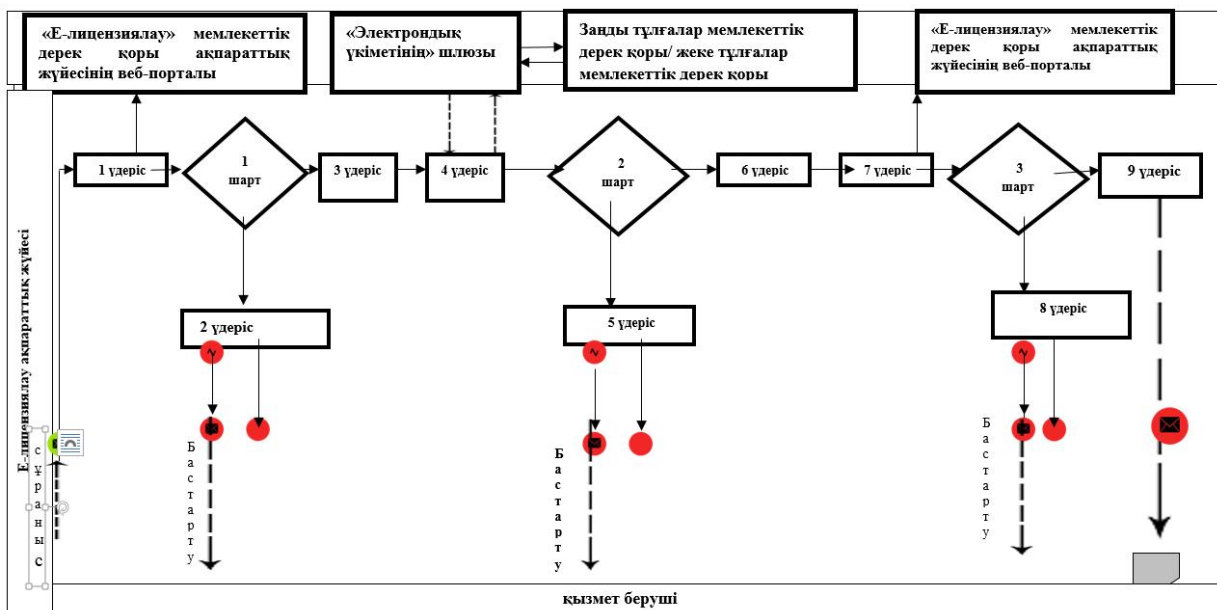 «Е-лицензиялау» мемлекеттік
дерек қоры ақпараттық
жүйесінің веб-порталы
«Электрондық
үкіметінің» шлюзы
Заңды тұлғалар мемлекеттік
дерек қоры/ жеке тұлғалар
мемлекеттік дерек қоры
«Е-лицензиялау» мемлекеттік
дерек қоры ақпараттық
жүйесінің веб-порталы
1 үдеріс
1
шарт
3 үдеріс
4 үдеріс
2
шарт
6 үдеріс
7 үдеріс
3
шарт
9 үдеріс
2 үдеріс
5 үдеріс
8 үдеріс
Е-лицензиялау ақпараттық жүйесі
сұраныс
Бастарту
Бастарту
Бастарту
қызмет беруші